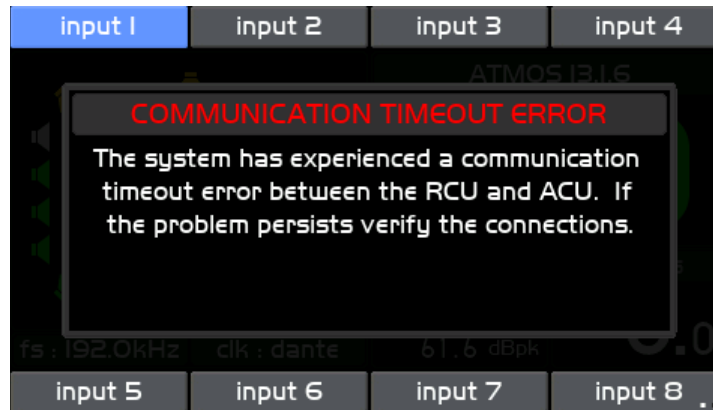 input 1
input 2
input 3
input 4
ATMOS 13.1.6
COMMUNICATION TIMEOUT ERROR
The system has experienced a communication
timeout error between the RCU and ACU.  If
the problem persists verify the connections.
fs : 192.0kHz
clk : dante
61.6 dBpk
input 5
input 6
input 7
input 8